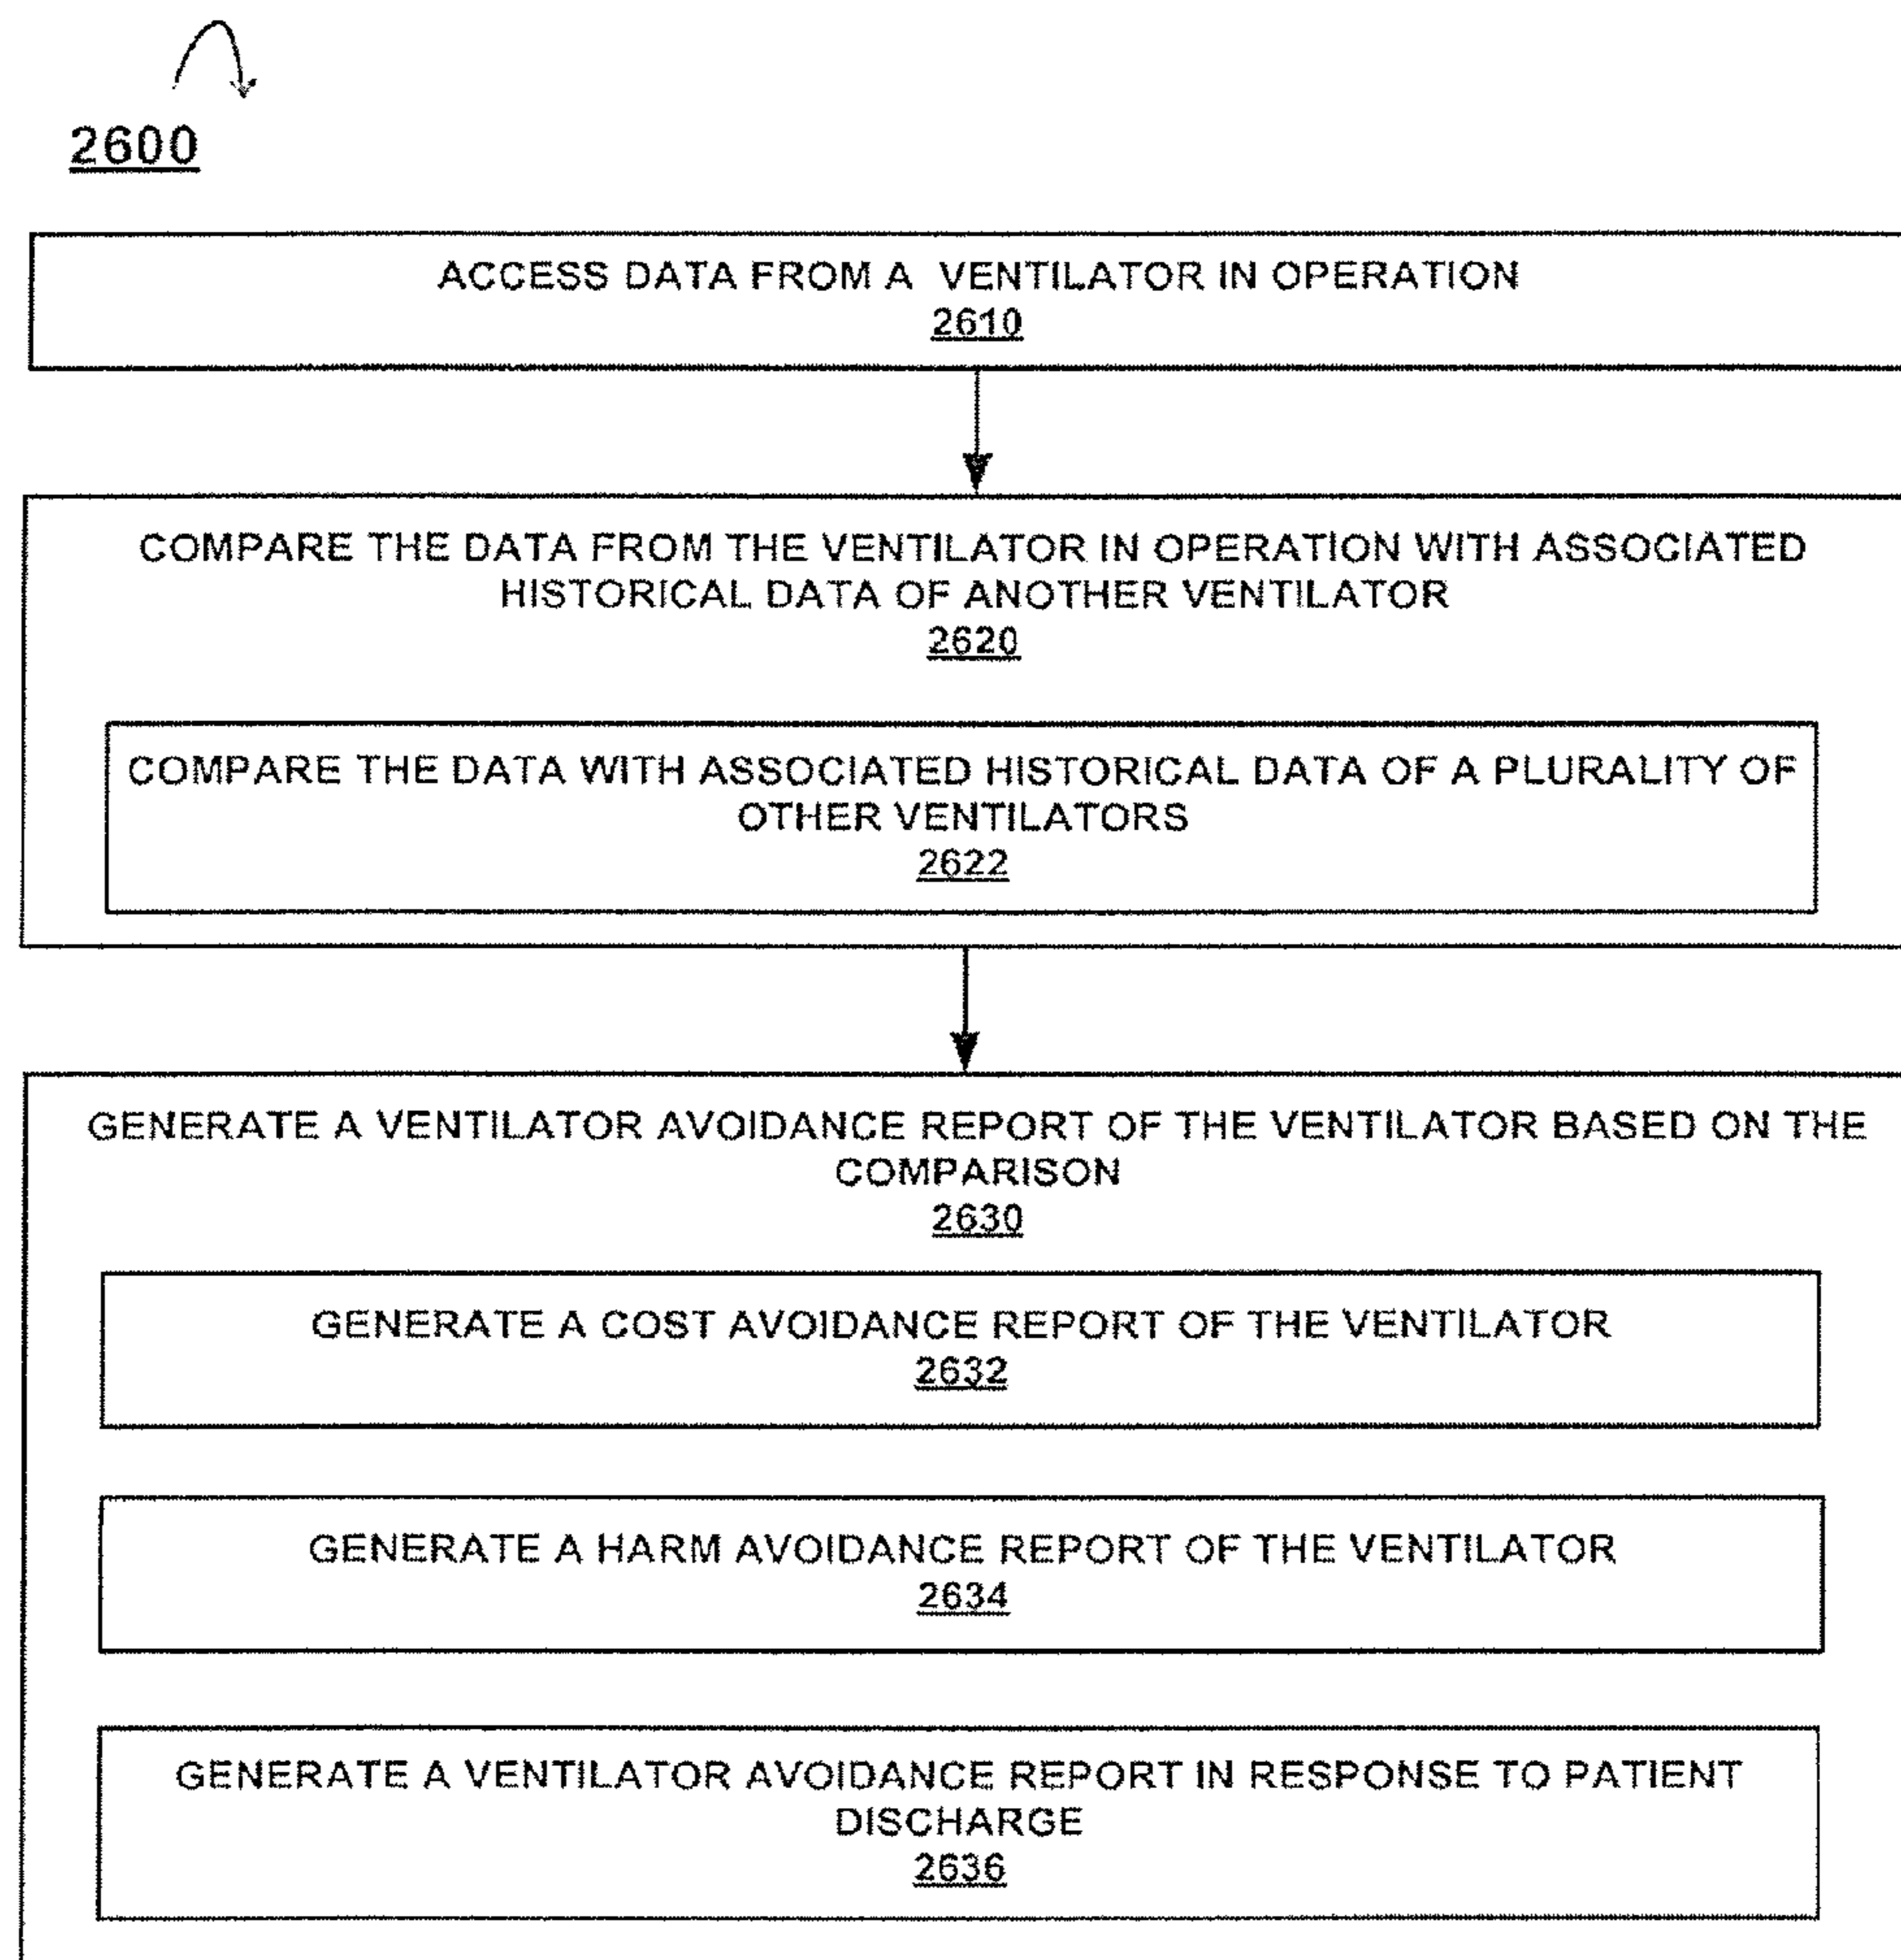 2600
ACCESS DATA FROM A VENTILATOR IN OPERATION
2610
COMPARE THE DATA FROM THE VENTILATOR IN OPERATION WITH ASSOCIATED
HISTORICAL DATA OF ANOTHER VENTILATOR
2620
COMPARE THE DATA WITH ASSOCIATED HISTORICAL DATA OF A PLURALITY OF
OTHER VENTILATORS
2622
GENERATE A VENTILATOR AVOIDANCE REPORT OF THE VENTILATOR BASED ON THE
COMPARISON
2630
GENERATE A COST AVOIDANCE REPORT OF THE VENTILATOR
2632
GENERATE A HARM AVOIDANCE REPORT OF THE VENTILATOR
2634
GENERATE A VENTILATOR AVOIDANCE REPORT IN RESPONSE TO PATIENT
DISCHARGE
2636